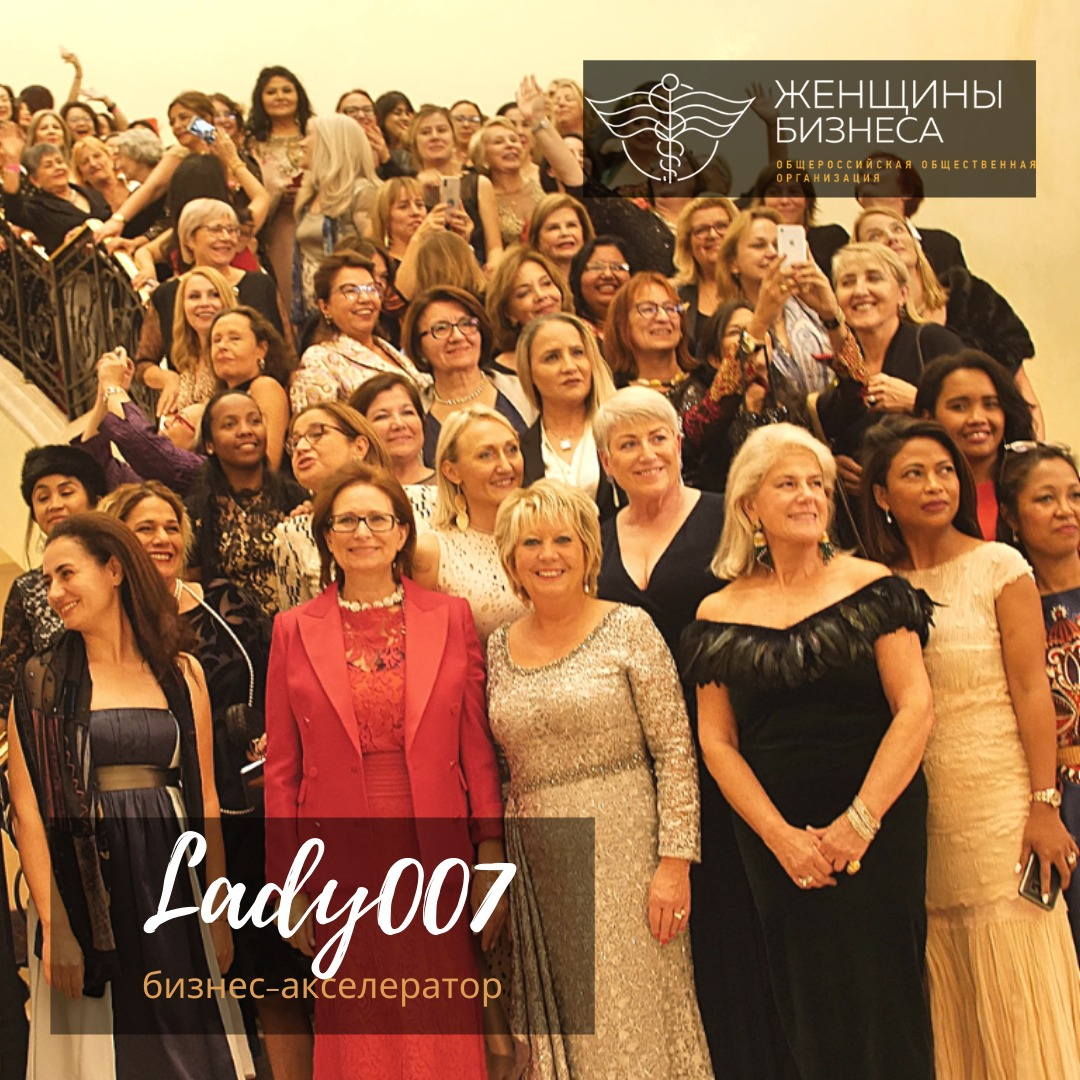 ЖЕНЩИНЫ
БИЗНЕСА
ОБЩЕРОССИЙСКАЯ ОБЩЕСТВЕННАЯ
ОРГАНИЗАЦИЯ
Lady007
бизнес-акселератор